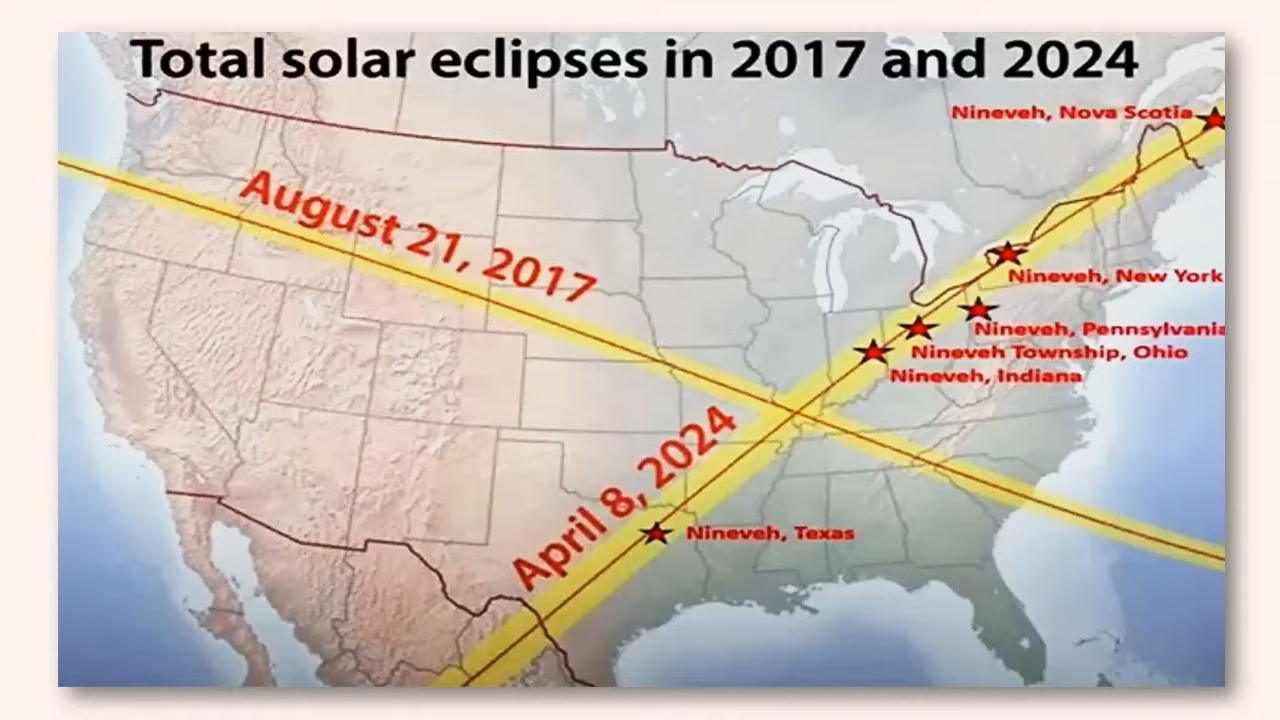 Total solar eclipses in 2017 and 2024
Nineveh, Nova Scotia
August 21, 2017
Nineveh, New York
Nineveh, Pennsylvania
Nineveh Township, Ohio
Nineveh, Indiana
April 8, 2024
Nineveh, Texas